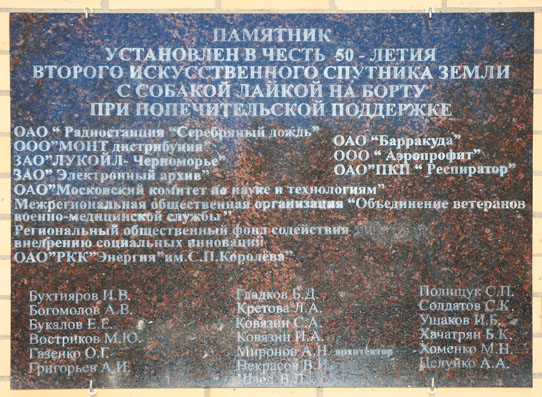 ПАМЯТНИК
УСТАНОВЛЕН В ЧЕСТЬ 50 - ЛЕТИЯ
ВТОРОГО ИСКУССТВЕННОГО СПУТНИКА ЗЕМЛИ
С СОБАКОЙ ЛАЙКОЙ НА БОРТУ
ПРИ ПОПЕЧИТЕЛЬСКОЙ ПОДДЕРЖКЕ
ОАО " Радиостанция "Серебряный дождь"
ООО"МОНТ дистрибуция"
ЗАО"ЛУКОЙЛ- Черноморье"
ЗАО" Электронный архив"
ОАО"Барракуда"
ООО " Аэропрофит"
ОАО"ПКП " Респиратор"
ОАО"Московский комитет по науке и технологиям"
Межрегиональная общественная организация "Объединение ветеранов
военно-медицинской службы"
Региональный общественный фонд содействия
внедрению социальных инноваций
ОАО"РКК"Энергия"им.С.П.Королёва"
Бухтияров И.В.
Богомолов А.В.
Букалов Е.Е.
Востриков М.Ю.
Газенко О.Г.
Григорьев А.И.
Гладков Б.Д.
Кретова Л.А.
Ковязин С.А.
Ковязин И.А.
Миронов А.Н. архитектор
Некрасов В.И.
Швец В.П.
Полищук С.П.
Солдатов С.К.
Ушаков И.Б.
Хачатрян Б.К.
Хоменко М.Н.
Целуйко А.А.